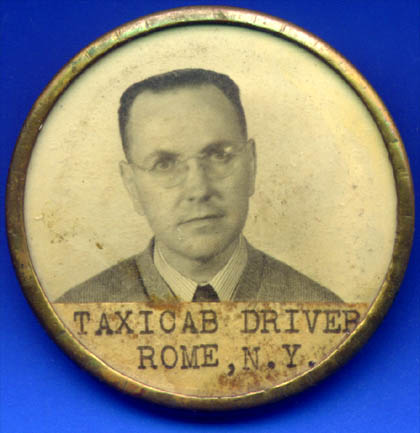 TAXICAB DRIVER
ROME, N.Y.